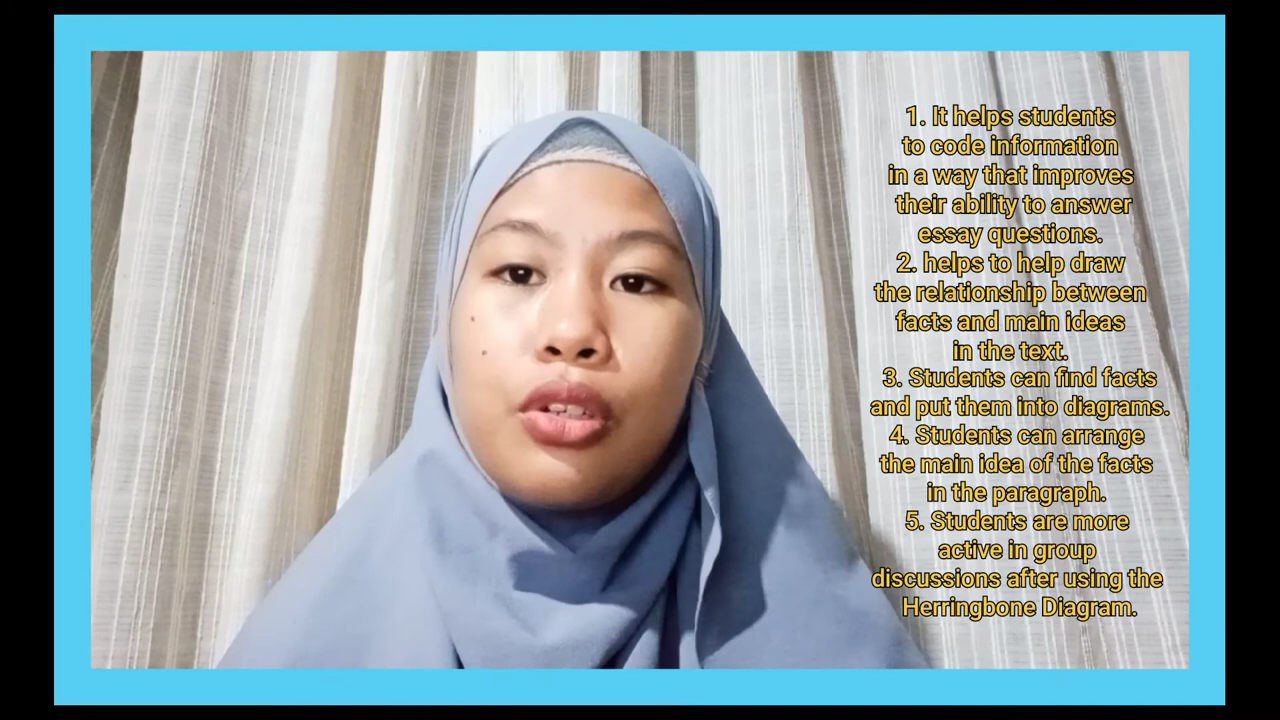 1. It helps students
to code information
in a way that improves
their ability to answer
essay questions.
2. helps to help draw
the relationship between
facts and main ideas
in the text.
3. Students can find facts
and put them into diagrams.
4. Students can arrange
the main idea of the facts
in the paragraph.
5. Students are more
active in group
discussions after using the
Herringbone Diagram.